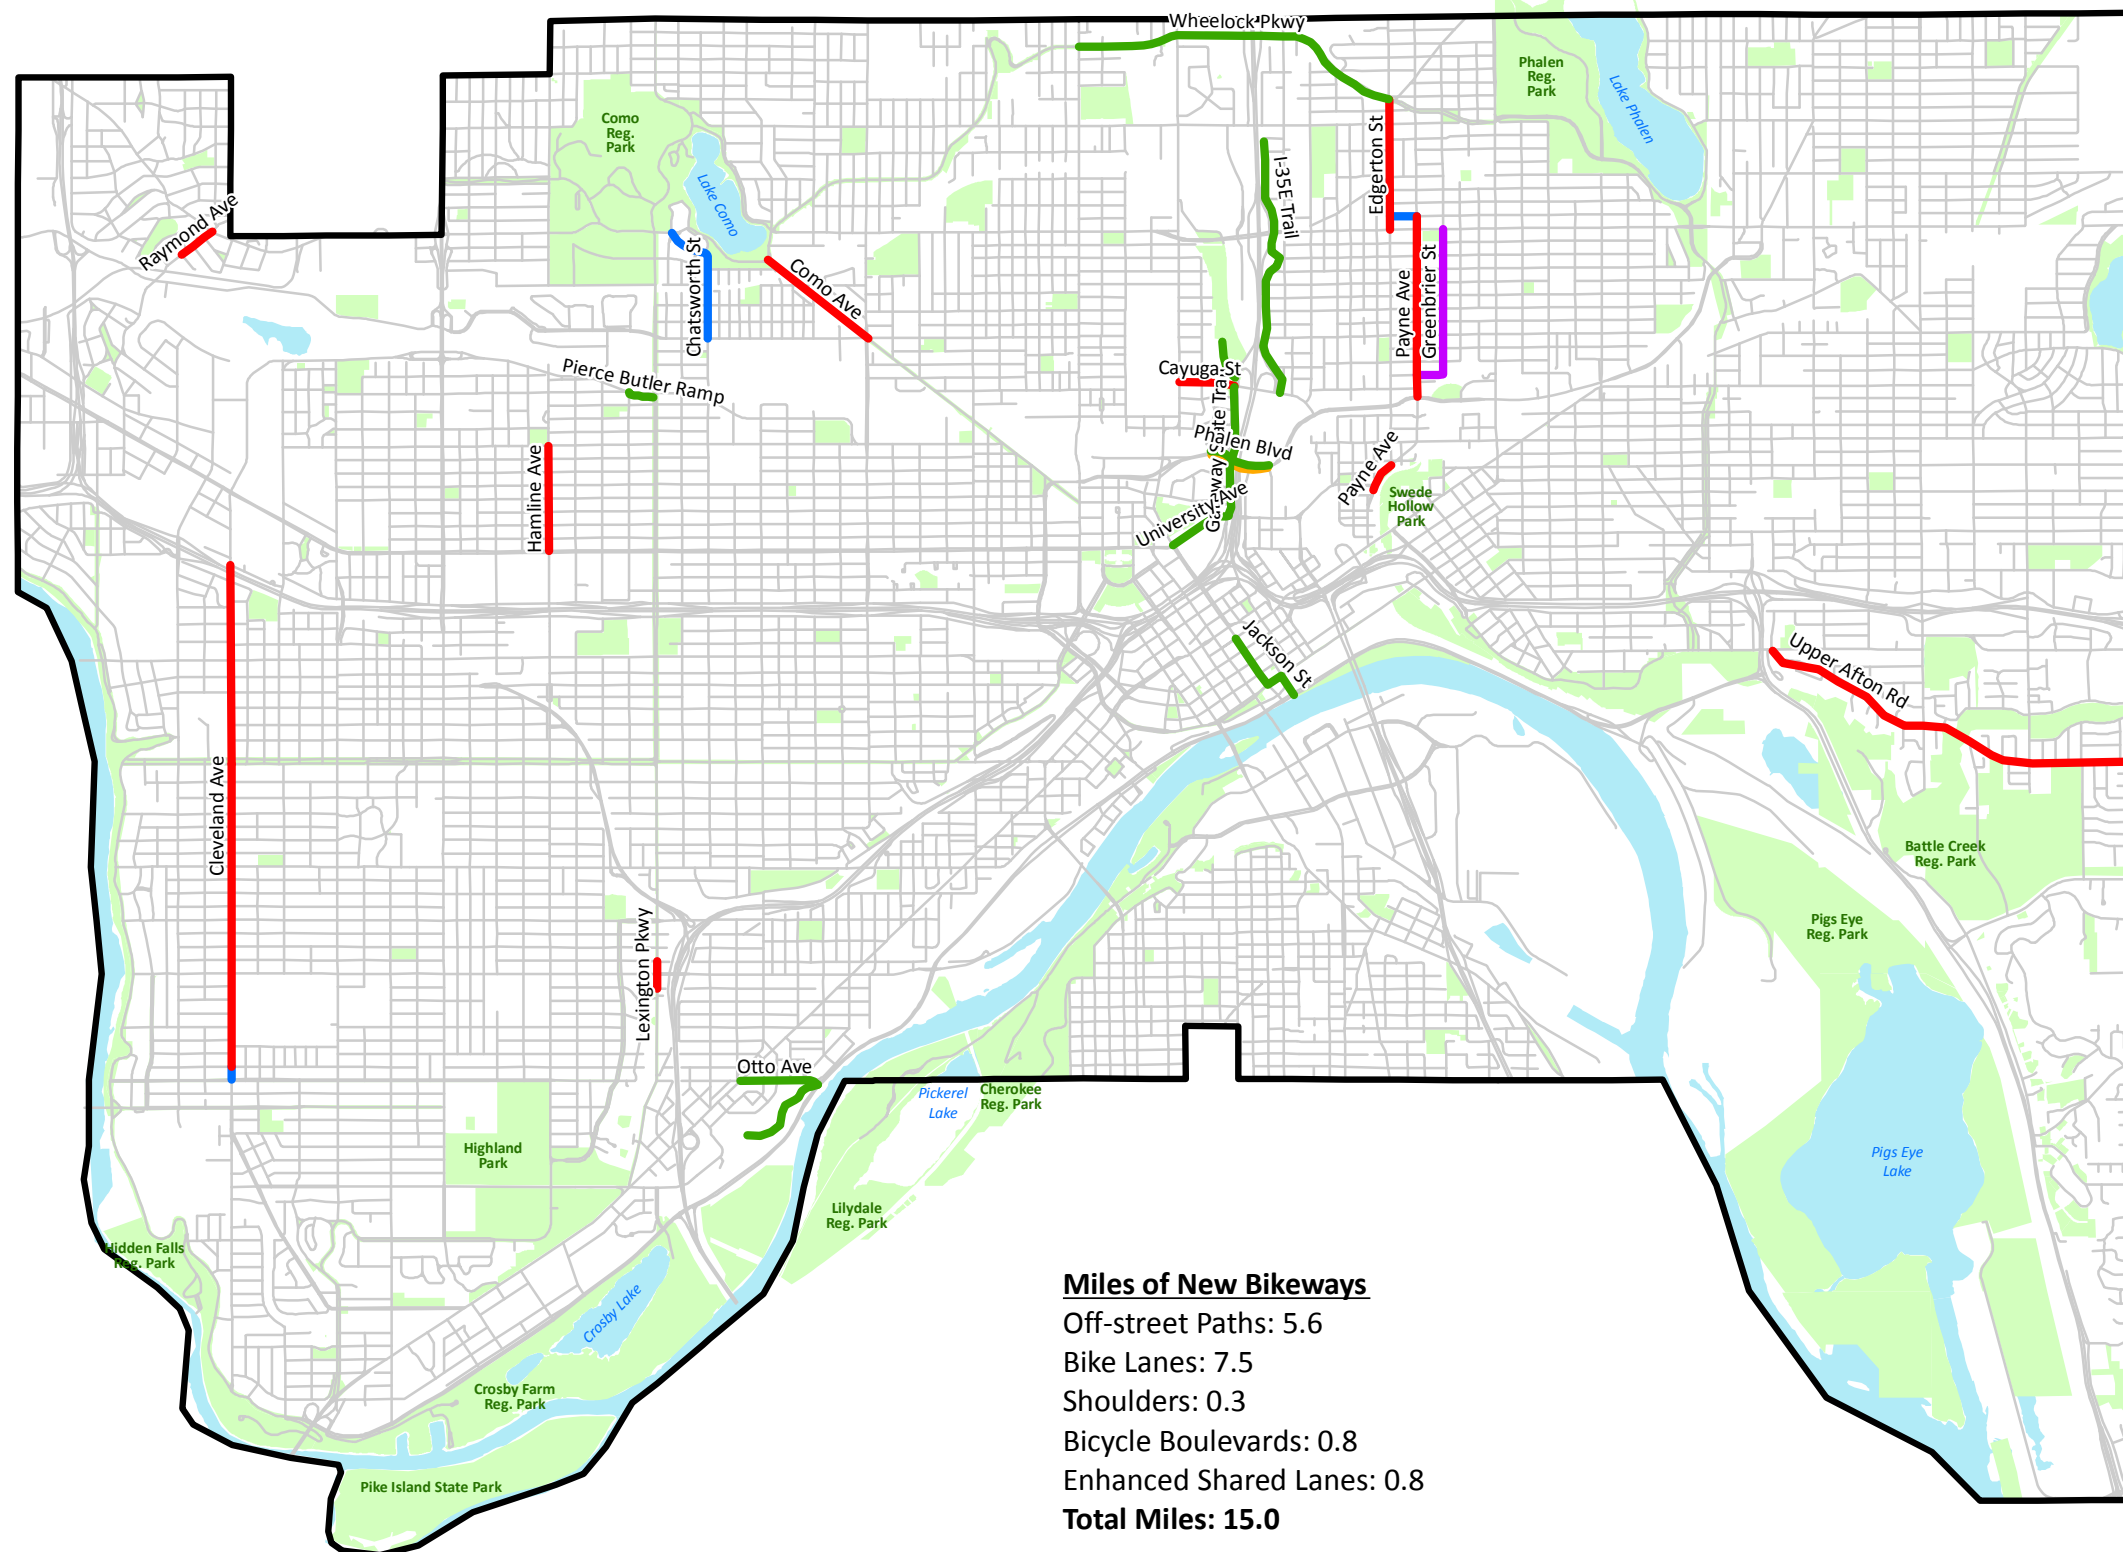 Wheelock Pkwy
Phalen
Reg.
Park
Lake Phalen
Como
Reg.
Park
Lake Como
Edgerton St
I-35E Trail
Raymond Ave
Chatsworth St
Como Ave
Payne Ave
Greenbrier St
Pierce Butler Ramp
Cayuga St
Gateway State Trail
Phalen Blvd
Hamline Ave
University Ave
Payne Ave
Swede
Hollow
Park
Jackson St
Upper Afton Rd
Cleveland Ave
Battle Creek
Reg. Park
Pigs Eye
Reg. Park
Lexington Pkwy
Otto Ave
Pickerel
Lake
Cherokee
Reg. Park
Highland
Park
Pigs Eye
Lake
Lilydale
Reg. Park
Hidden Falls
Reg. Park
Crosby Lake
Crosby Farm
Reg. Park
Pike Island State Park
Miles of New Bikeways
Off-street Paths: 5.6
Bike Lanes: 7.5
Shoulders: 0.3
Bicycle Boulevards: 0.8
Enhanced Shared Lanes: 0.8
Total Miles: 15.0